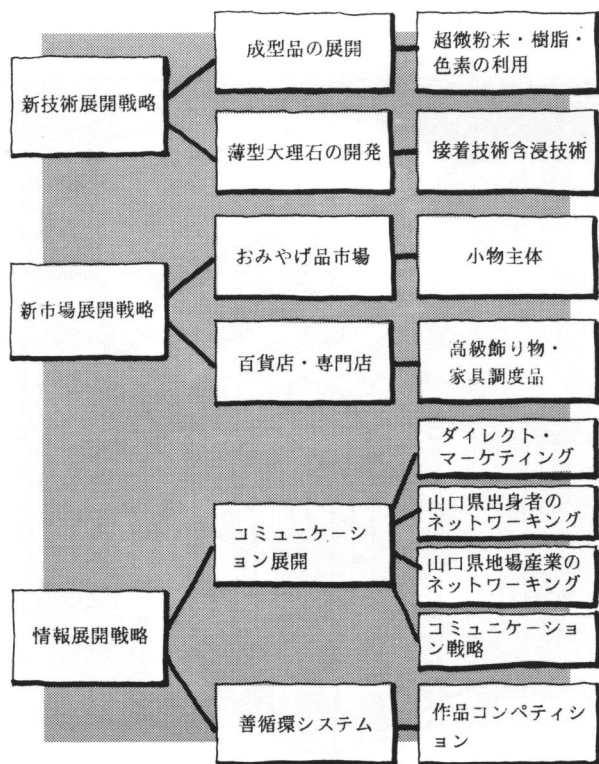 新技術展開戦略
成型品の展開
超微粉末・樹脂・
色素の利用
薄型大理石の開発
接着技術含浸技術
新市場展開戦略
おみやげ品市場
小物主体
百貨店・専門店
高級飾り物・
家具調度品
情報展開戦略
コミュニケーシ
ョン展開
ダイレクト・
マーケティング
山口県出身者の
ネットワーキング
山口県地場産業の
ネットワーキング
コミュニケーショ
ン戦略
善循環システム
作品コンペティシ
ョン